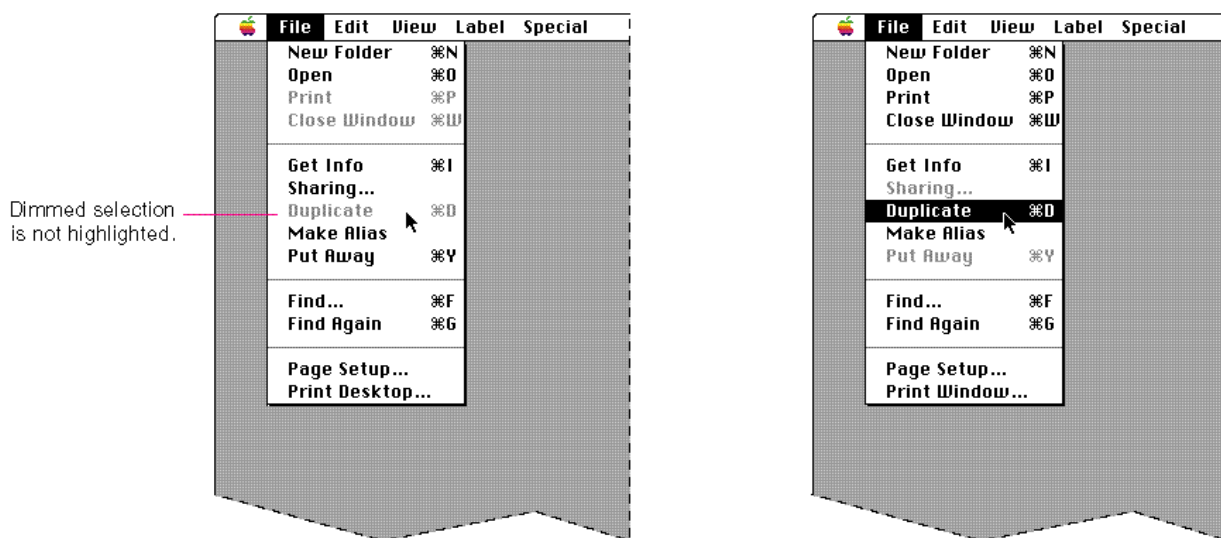 File Edit View Label Special
New Folder ⌘N
Open ⌘O
Print ⌘P
Close Window ⌘W
Get Info ⌘I
Sharing...
Duplicate ⌘D
Make Alias
Put Away ⌘Y
Find... ⌘F
Find Again ⌘G
Page Setup...
Print Desktop...
Dimmed selection
is not highlighted.
File Edit View Label Special
New Folder ⌘N
Open ⌘O
Print ⌘P
Close Window ⌘W
Get Info ⌘I
Sharing...
Duplicate ⌘D
Make Alias
Put Away ⌘Y
Find... ⌘F
Find Again ⌘G
Page Setup...
Print Window...